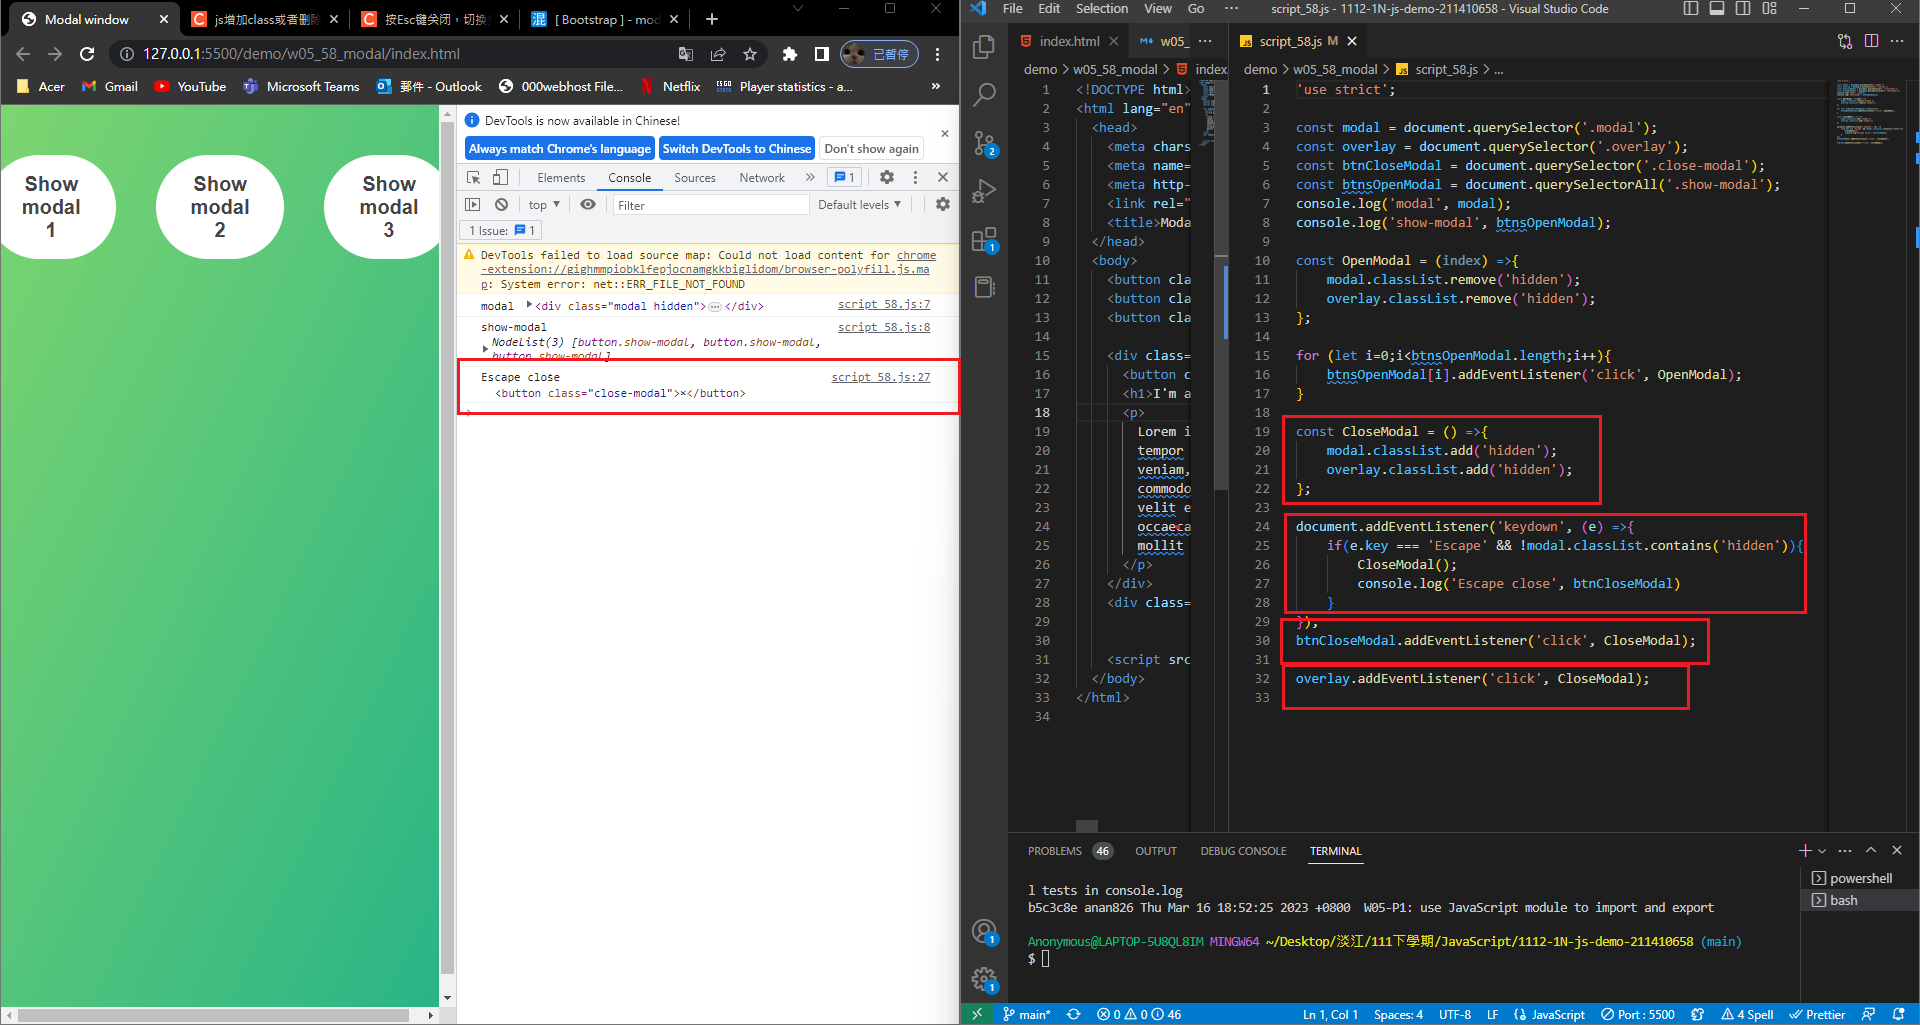 Modal window
js增加class或者刪除
按Esc键关闭，切换
混 [ Bootstrap ] - mod
127.0.0.1:5500/demo/w05_58_modal/index.html
已暫停
Acer
Gmail
YouTube
Microsoft Teams
郵件 - Outlook
000webhost File...
Netflix
Player statistics - a...
»
Show modal 1
Show modal 2
Show modal 3
DevTools is now available in Chinese!
Always match Chrome's language
Switch DevTools to Chinese
Don't show again
Elements
Console
Sources
Network
»
1
top ▼
Filter
Default levels ▼
1 Issue: 1
DevTools failed to load source map: Could not load content for chrome
-extension://gighmmpiobklfepjocnamgkkbiglidom/browser-polyfill.js.ma
p: System error: net::ERR_FILE_NOT_FOUND
modal ▶<div class="modal hidden">…</div> script 58.js:7
show-modal script 58.js:8
NodeList(3) [button.show-modal, button.show-modal,
button.show-modal]
Escape close script 58.js:27
<button class="close-modal">×</button>
File Edit Selection View Go ···
script_58.js - 1112-1N-js-demo-211410658 - Visual Studio Code
index.html
w05_
···
script_58.js M
demo > w05_58_modal > index
demo > w05_58_modal > script_58.js > ...
2
1
1
1
1 <!DOCTYPE html>
2 <html lang="en"
3 <head>
4 <meta chars
5 <meta name=
6 <meta http-
7 <link rel="
8 <title>Moda
9 </head>
10 <body>
11 <button cla
12 <button cla
13 <button cla
14
15 <div class=
16 <button c
17 <h1>I'm a
18 <p>
19 Lorem i
20 tempor
21 veniam,
22 commodo
23 velit e
24 occaeca
25 mollit
26 </p>
27 </div>
28 <div class=
29
30
31 <script src
32 </body>
33 </html>
34
1 'use strict';
2
3 const modal = document.querySelector('.modal');
4 const overlay = document.querySelector('.overlay');
5 const btnCloseModal = document.querySelector('.close-modal');
6 const btnsOpenModal = document.querySelectorAll('.show-modal');
7 console.log('modal', modal);
8 console.log('show-modal', btnsOpenModal);
9
10 const OpenModal = (index) =>{
11 modal.classList.remove('hidden');
12 overlay.classList.remove('hidden');
13 };
14
15 for (let i=0;i<btnsOpenModal.length;i++){
16 btnsOpenModal[i].addEventListener('click', OpenModal);
17 }
18
19 const CloseModal = () =>{
20 modal.classList.add('hidden');
21 overlay.classList.add('hidden');
22 };
23
24 document.addEventListener('keydown', (e) =>{
25 if(e.key === 'Escape' && !modal.classList.contains('hidden')){
26 CloseModal();
27 console.log('Escape close', btnCloseModal)
28 }
29 }),
30 btnCloseModal.addEventListener('click', CloseModal);
31
32 overlay.addEventListener('click', CloseModal);
33
PROBLEMS 46 OUTPUT DEBUG CONSOLE TERMINAL
powershell
bash
l tests in console.log
b5c3c8e anan826 Thu Mar 16 18:52:25 2023 +0800 W05-P1: use JavaScript module to import and export
Anonymous@LAPTOP-5U8QL8IM MINGW64 ~/Desktop/淡江/111下學期/JavaScript/1112-1N-js-demo-211410658 (main)
$
main* 0 0 46
Ln 1, Col 1 Spaces: 4 UTF-8 LF JavaScript Port : 5500 4 Spell Prettier